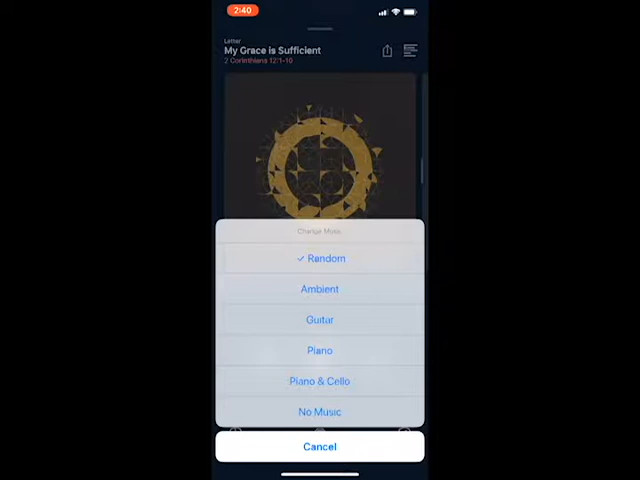 2:40
Letter
My Grace is Sufficient
2 Corinthians 12:1-10
Change Music
Random
Ambient
Guitar
Piano
Piano & Cello
No Music
Cancel